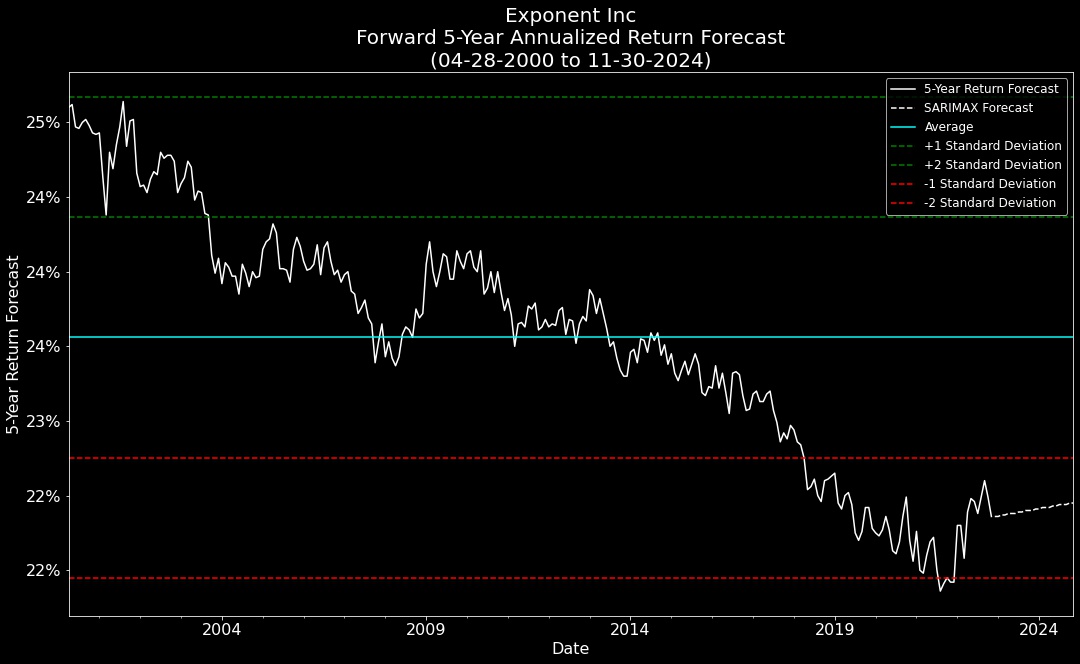 Exponent Inc
Forward 5-Year Annualized Return Forecast
(04-28-2000 to 11-30-2024)
5-Year Return Forecast
SARIMAX Forecast
Average
+1 Standard Deviation
+2 Standard Deviation
-1 Standard Deviation
-2 Standard Deviation
25%
24%
24%
24%
23%
22%
22%
5-Year Return Forecast
2004
2009
2014
2019
2024
Date